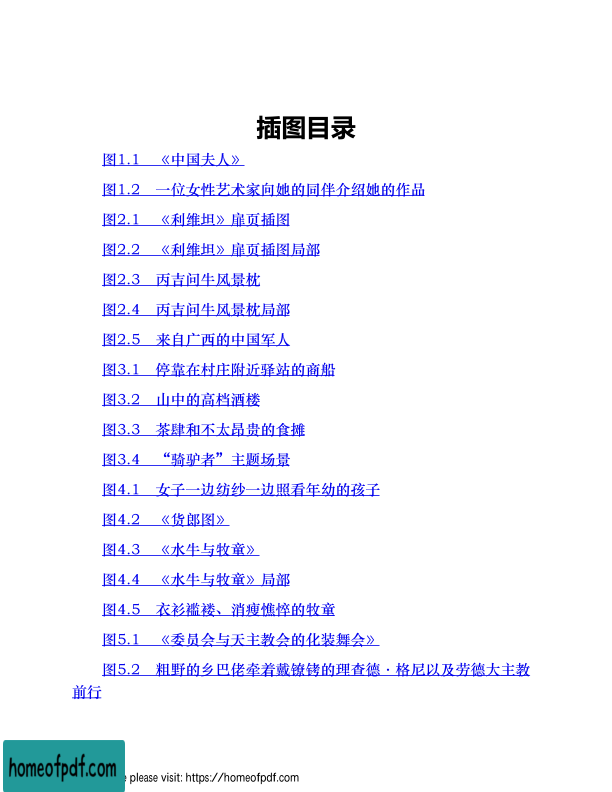 插图目录
图1.1 《中国夫人》
图1.2 一位女性艺术家向她的同伴介绍她的作品
图2.1 《利维坦》扉页插图
图2.2 《利维坦》扉页插图局部
图2.3 丙吉问牛风景枕
图2.4 丙吉问牛风景枕局部
图2.5 来自广西的中国军人
图3.1 停靠在村庄附近驿站的商船
图3.2 山中的高档酒楼
图3.3 茶肆和不太昂贵的食摊
图3.4 “骑驴者”主题场景
图4.1 女子一边纺纱一边照看年幼的孩子
图4.2 《货郎图》
图4.3 《水牛与牧童》
图4.4 《水牛与牧童》局部
图4.5 衣衫褴褛、消瘦憔悴的牧童
图5.1 《委员会与天主教会的化装舞会》
图5.2 粗野的乡巴佬牵着戴镣铐的理查德·格尼以及劳德大主教
前行
homeofpdf.com
e please visit: https://homeofpdf.com